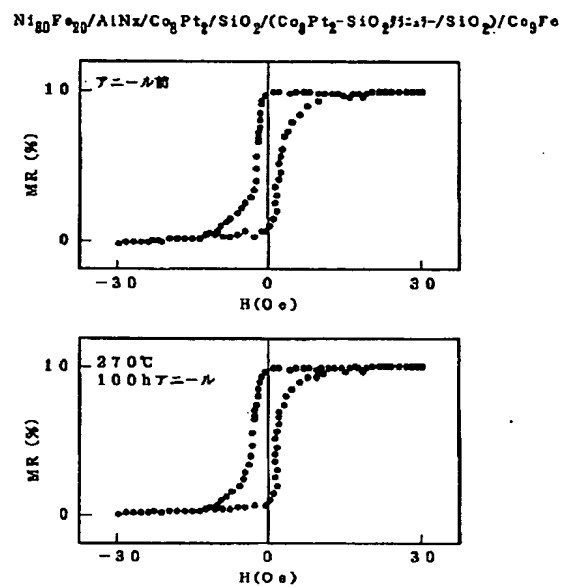 Ni₈₀Fe₂₀/AlNx/Co₈Pt₂/SiO₂/(Co₈Pt₂-SiO₂グラニュラー/SiO₂)/Co₉Fe
アニール前
10
MR (%)
0
-30 0 30
H(Oe)
270℃
100hアニール
10
MR (%)
0
-30 0 30
H(Oe)